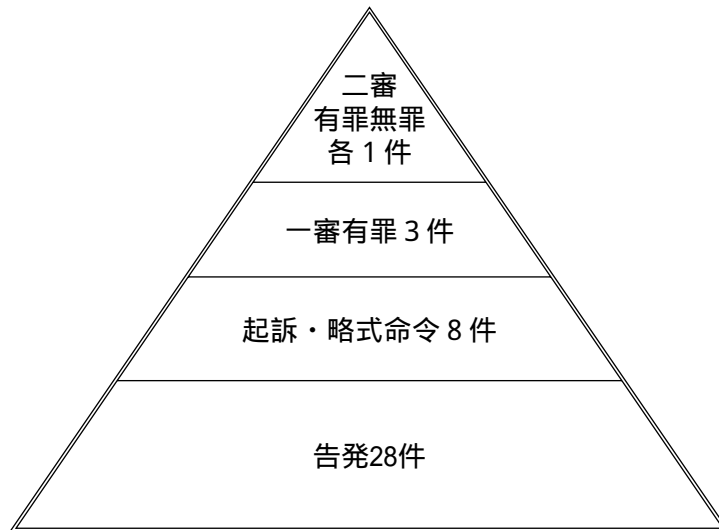 二審
有罪無罪
各 1 件
一審有罪 3 件
起訴・略式命令 8 件
告発28件